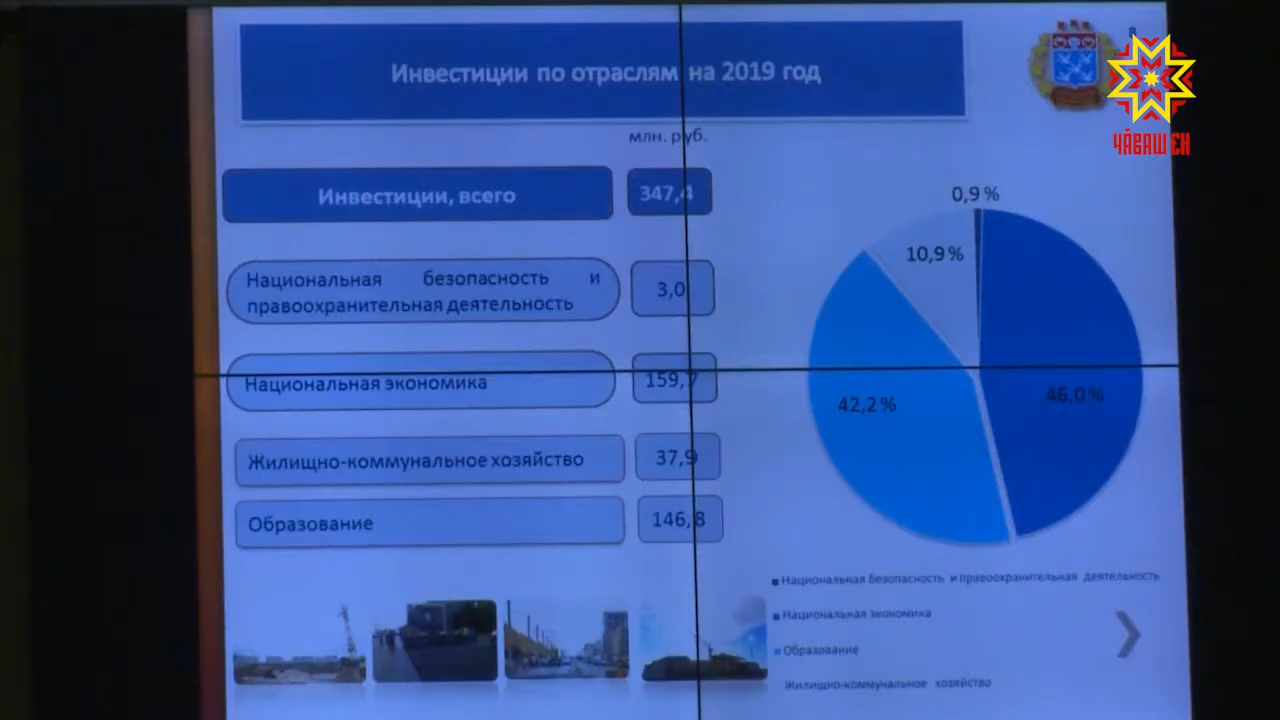 Инвестиции по отраслям на 2019 год
млн. руб.
Инвестиции, всего
347,4
Национальная безопасность и
правоохранительная деятельность
3,0
Национальная экономика
159,7
Жилищно-коммунальное хозяйство
37,9
Образование
146,8
0,9%
10,9%
42,2%
46,0%
Национальная безопасность и правоохранительная деятельность
Национальная экономика
Образование
Жилищно-коммунальное хозяйство
ЧӐВАШ ЕН